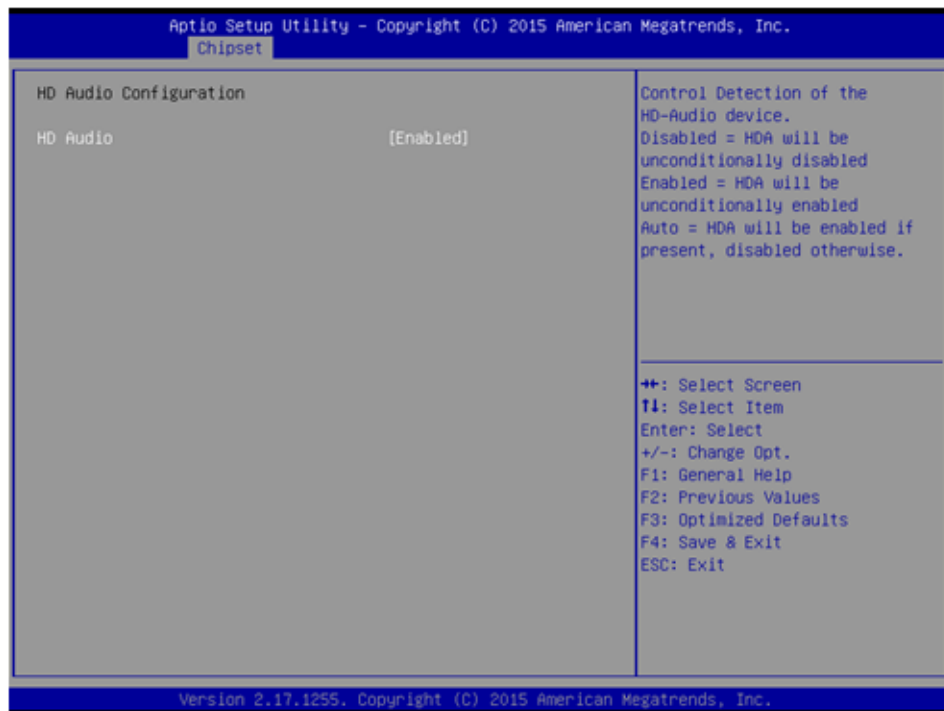 Aptio Setup Utility – Copyright (C) 2015 American Megatrends, Inc.
Chipset
HD Audio Configuration
HD Audio [Enabled]
Control Detection of the
HD-Audio device.
Disabled = HDA will be
unconditionally disabled
Enabled = HDA will be
unconditionally enabled
Auto = HDA will be enabled if
present, disabled otherwise.
→←: Select Screen
↑↓: Select Item
Enter: Select
+/-: Change Opt.
F1: General Help
F2: Previous Values
F3: Optimized Defaults
F4: Save & Exit
ESC: Exit
Version 2.17.1255. Copyright (C) 2015 American Megatrends, Inc.